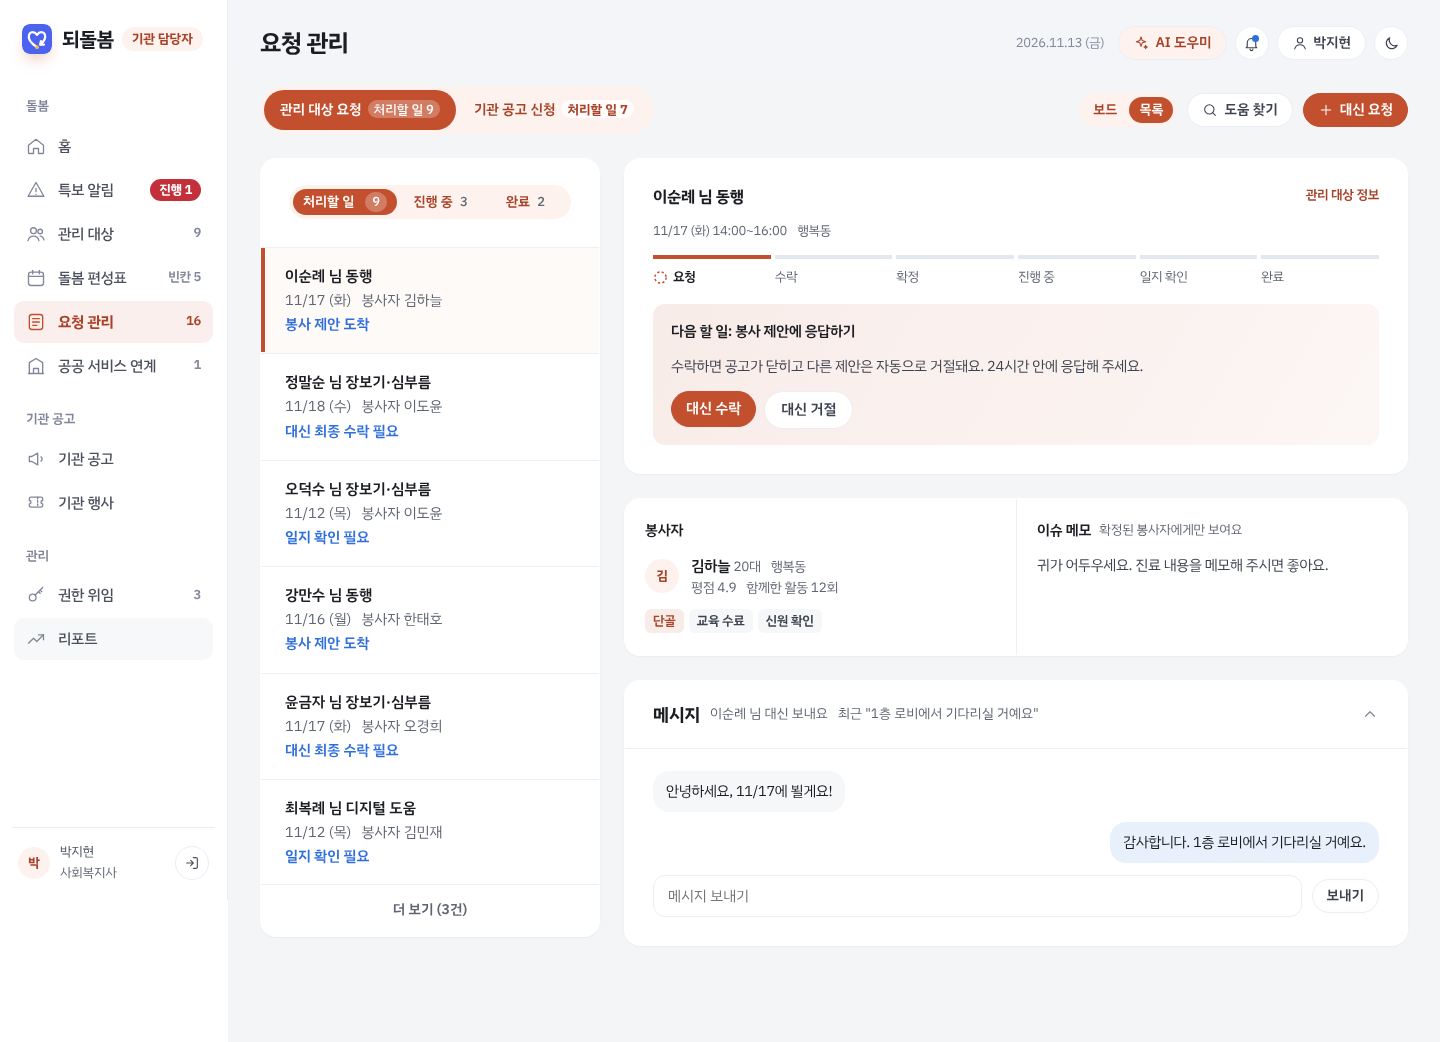 되돌봄 기관 담당자
돌봄
홈
특보 알림 진행 1
관리 대상 9
돌봄 편성표 빈칸 5
요청 관리 16
공공 서비스 연계 1
기관 공고
기관 공고
기관 행사
관리
권한 위임 3
리포트
박 박지현
사회복지사
요청 관리
2026.11.13 (금) AI 도우미 박지현
관리 대상 요청 처리할 일 9 기관 공고 신청 처리할 일 7
보드 목록 도움 찾기 대신 요청
처리할 일 9 진행 중 3 완료 2
이순례 님 동행
11/17 (화) 봉사자 김하늘
봉사 제안 도착
정말순 님 장보기·심부름
11/18 (수) 봉사자 이도윤
대신 최종 수락 필요
오덕수 님 장보기·심부름
11/12 (목) 봉사자 이도윤
일지 확인 필요
강만수 님 동행
11/16 (월) 봉사자 한태호
봉사 제안 도착
윤금자 님 장보기·심부름
11/17 (화) 봉사자 오경희
대신 최종 수락 필요
최복례 님 디지털 도움
11/12 (목) 봉사자 김민재
일지 확인 필요
더 보기 (3건)
이순례 님 동행 관리 대상 정보
11/17 (화) 14:00~16:00 행복동
요청 수락 확정 진행 중 일지 확인 완료
다음 할 일: 봉사 제안에 응답하기
수락하면 공고가 닫히고 다른 제안은 자동으로 거절돼요. 24시간 안에 응답해 주세요.
대신 수락 대신 거절
봉사자
김 김하늘 20대 행복동
평점 4.9 함께한 활동 12회
단골 교육 수료 신원 확인
이슈 메모 확정된 봉사자에게만 보여요
귀가 어두우세요. 진료 내용을 메모해 주시면 좋아요.
메시지 이순례 님 대신 보내요 최근 "1층 로비에서 기다리실 거예요"
안녕하세요, 11/17에 뵐게요!
감사합니다. 1층 로비에서 기다리실 거예요.
메시지 보내기 보내기